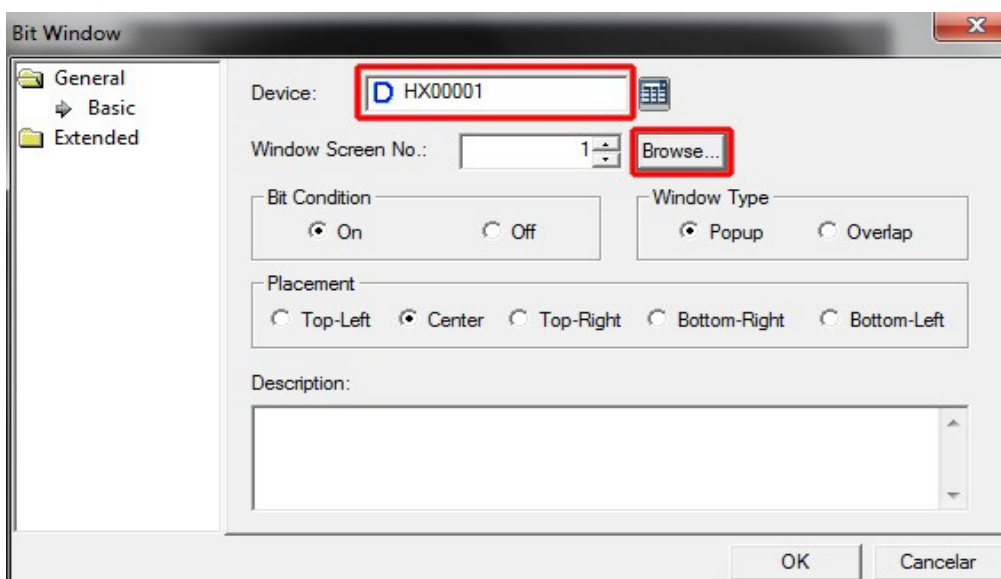 Bit Window
General
Basic
Extended
Device: D HX00001
Window Screen No.: 1 Browse...
Bit Condition
On Off
Window Type
Popup Overlap
Placement
Top-Left Center Top-Right Bottom-Right Bottom-Left
Description:
OK Cancelar